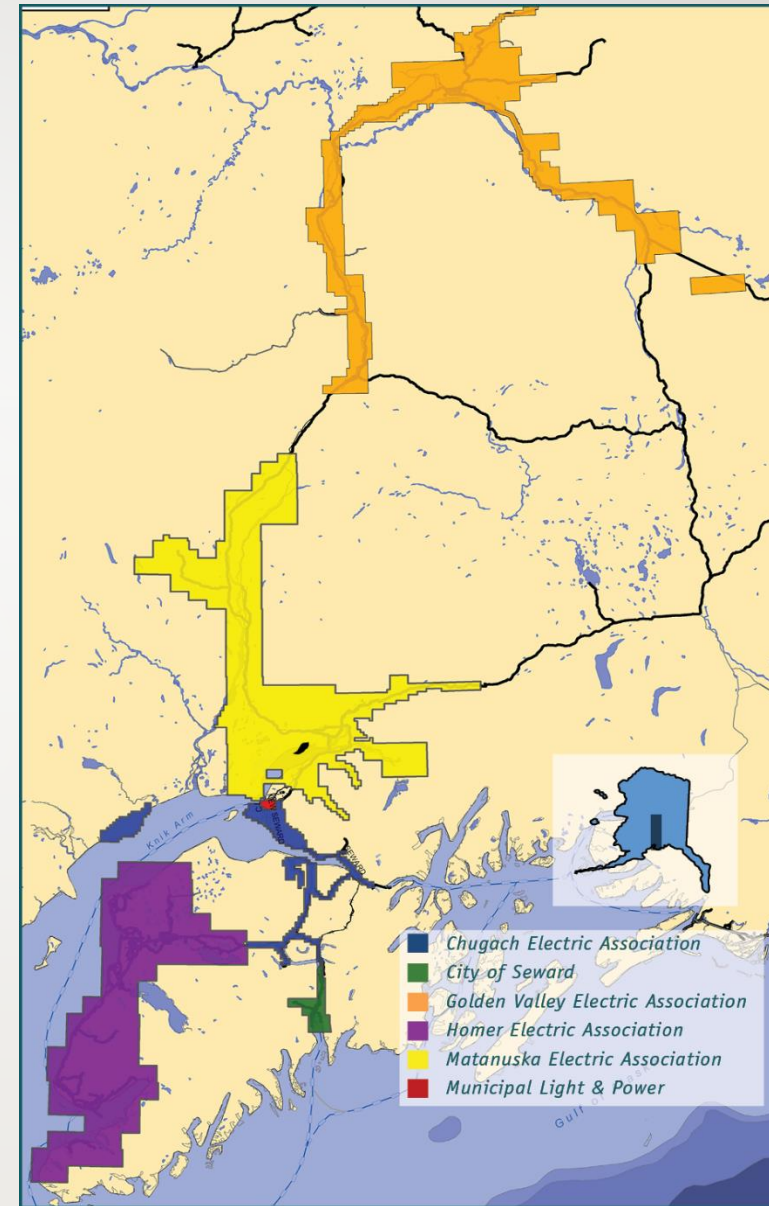 Knik Arm
SEWARD
Chugach Electric Association
City of Seward
Golden Valley Electric Association
Homer Electric Association
Matanuska Electric Association
Municipal Light & Power
Gulf of